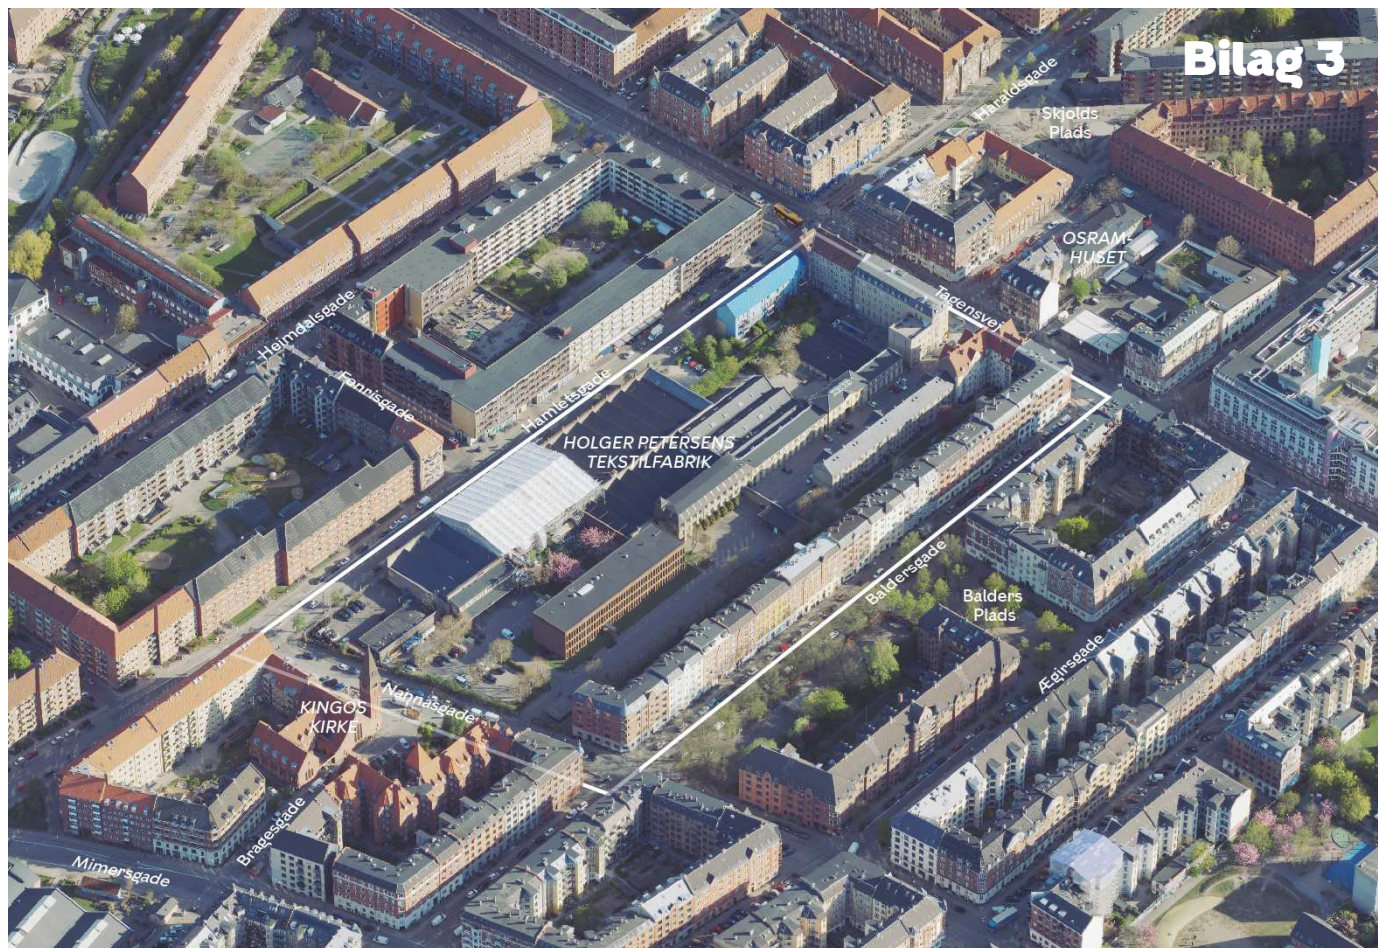 Bilag 3
Haraldsgade
Skjolds
Plads
OSRAM-
HUSET
Tagensvej
Heimdalsgade
Fenrisgade
Hamletsgade
HOLGER PETERSENS
TEKSTILFABRIK
Baldersgade
Balders
Plads
Ægirsgade
KINGOS
KIRKE
Nannasgade
Bragesgade
Mimersgade